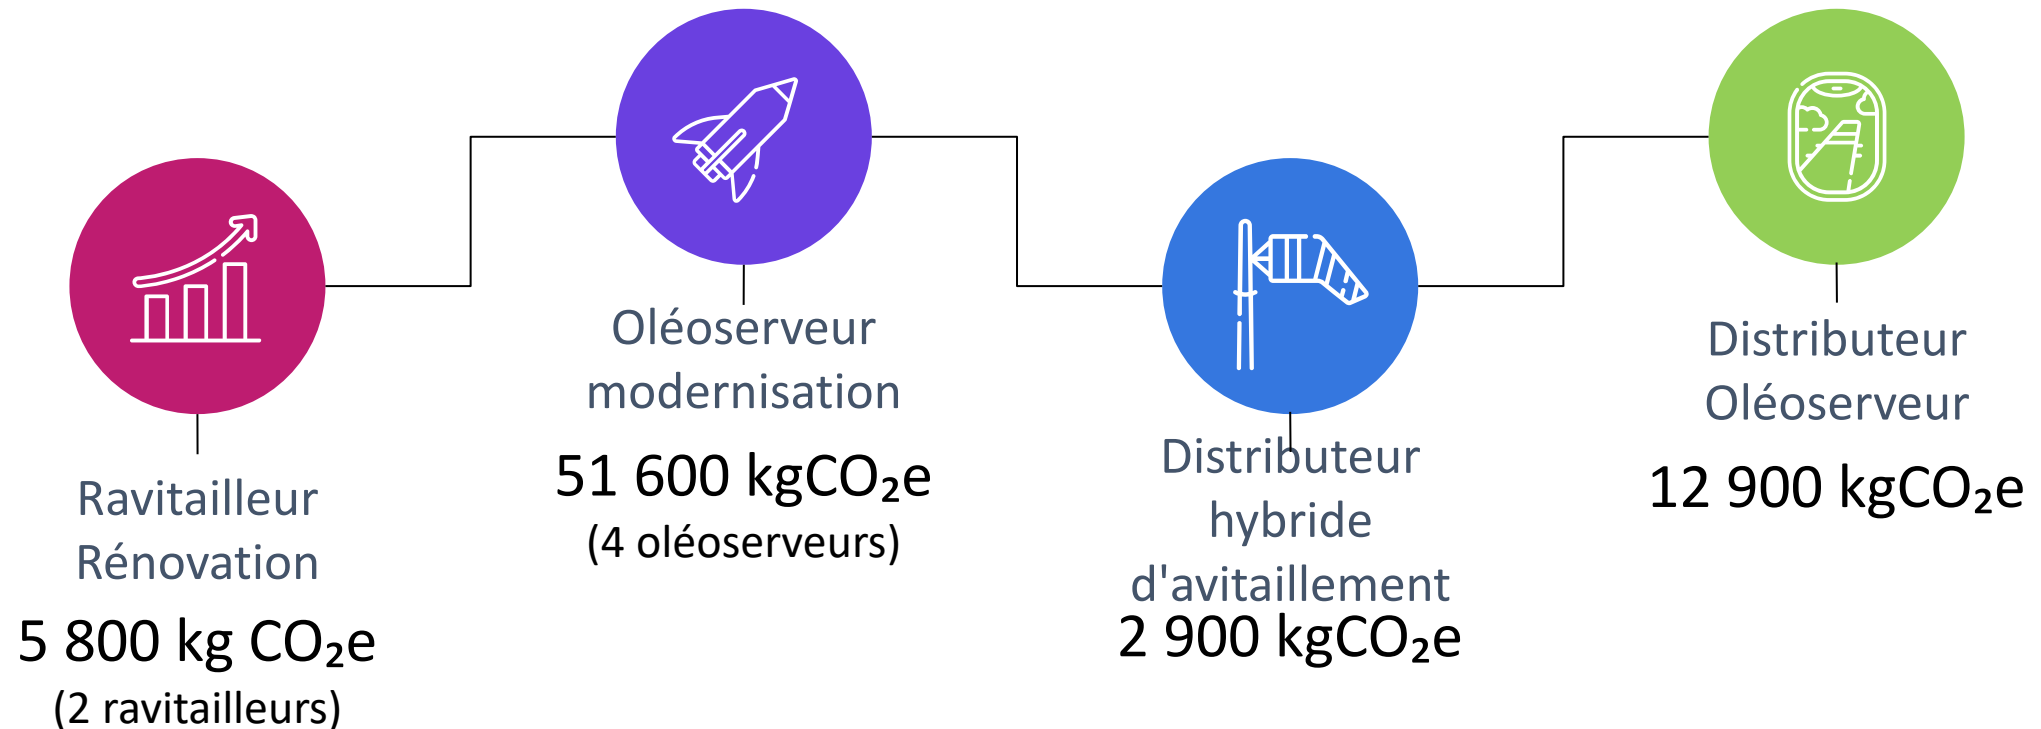 Ravitailleur
Rénovation
5 800 kg CO₂e
(2 ravitailleurs)
Oléoserveur
modernisation
51 600 kgCO₂e
(4 oléoserveurs)
Distributeur
hybride
d'avitaillement
2 900 kgCO₂e
Distributeur
Oléoserveur
12 900 kgCO₂e